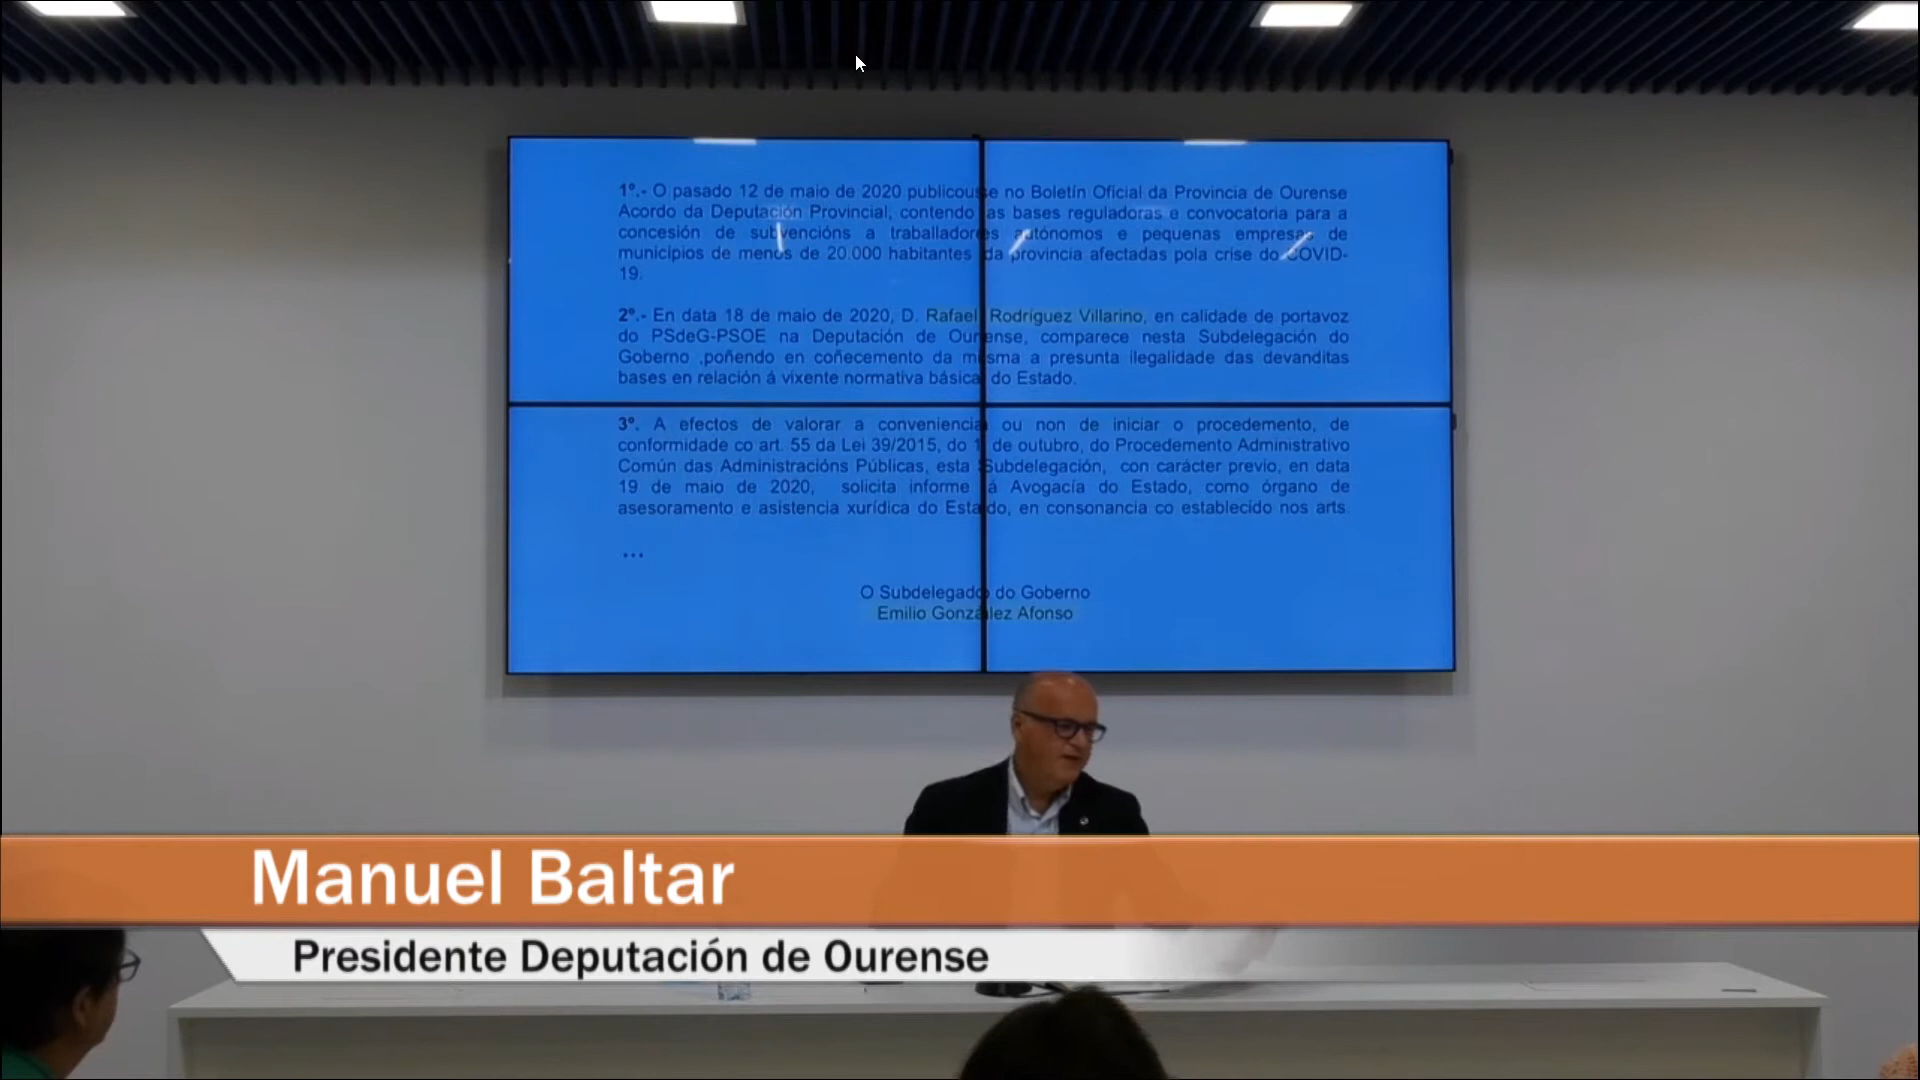 1º.- O pasado 12 de maio de 2020 publicouse no Boletín Oficial da Provincia de Ourense
Acordo da Deputación Provincial, contendo as bases reguladoras e convocatoria para a
concesión de subvencións a traballadores autónomos e pequenas empresas de
municipios de menos de 20.000 habitantes da provincia afectadas pola crise do COVID-
19.
2º.- En data 18 de maio de 2020, D. Rafael Rodríguez Villarino, en calidade de portavoz
do PSdeG-PSOE na Deputación de Ourense, comparece nesta Subdelegación do
Goberno ,poñendo en coñecemento da mesma a presunta ilegalidade das devanditas
bases en relación á vixente normativa básica do Estado.
3º. A efectos de valorar a conveniencia ou non de iniciar o procedemento, de
conformidade co art. 55 da Lei 39/2015, do 1 de outubro, do Procedemento Administrativo
Común das Administracións Públicas, esta Subdelegación, con carácter previo, en data
19 de maio de 2020, solicita informe á Avogacía do Estado, como órgano de
asesoramento e asistencia xurídica do Estado, en consonancia co establecido nos arts.
...
O Subdelegado do Goberno
Emilio González Afonso
Manuel Baltar
Presidente Deputación de Ourense